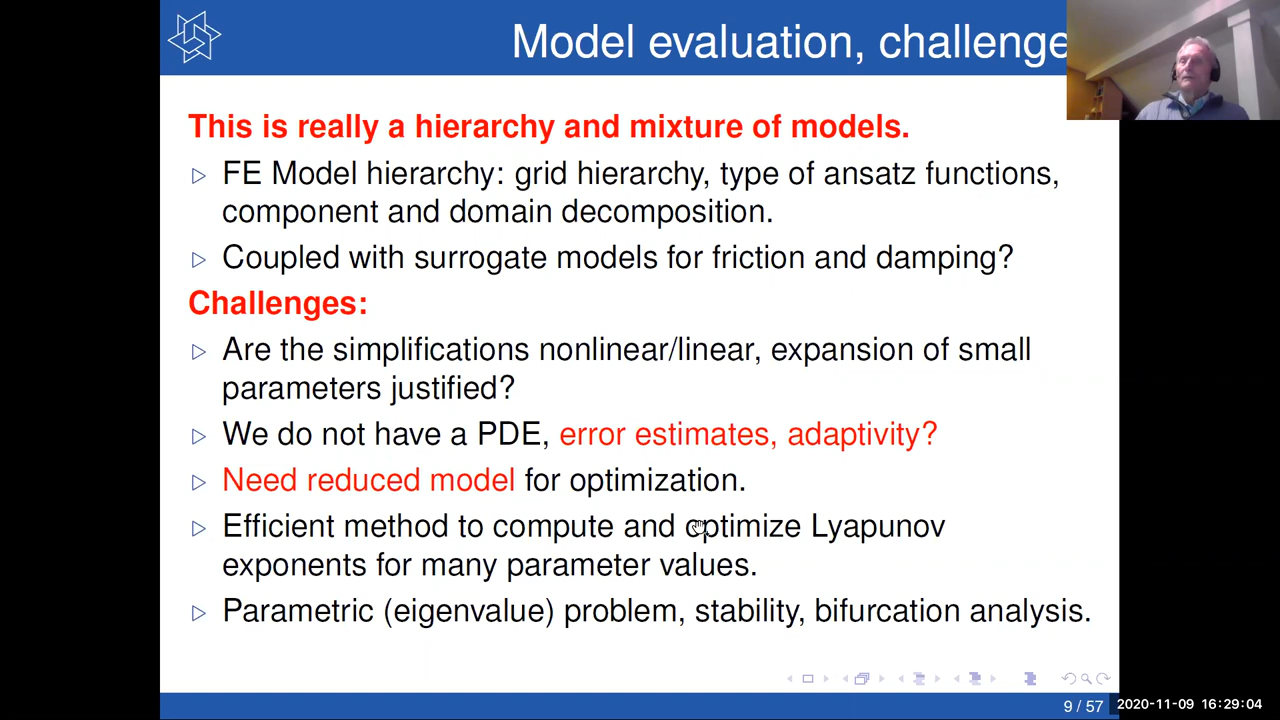 Model evaluation, challenge
This is really a hierarchy and mixture of models.
▷ FE Model hierarchy: grid hierarchy, type of ansatz functions,
component and domain decomposition.
▷ Coupled with surrogate models for friction and damping?
Challenges:
▷ Are the simplifications nonlinear/linear, expansion of small
parameters justified?
▷ We do not have a PDE, error estimates, adaptivity?
▷ Need reduced model for optimization.
▷ Efficient method to compute and optimize Lyapunov
exponents for many parameter values.
▷ Parametric (eigenvalue) problem, stability, bifurcation analysis.
9 / 57
2020-11-09 16:29:04